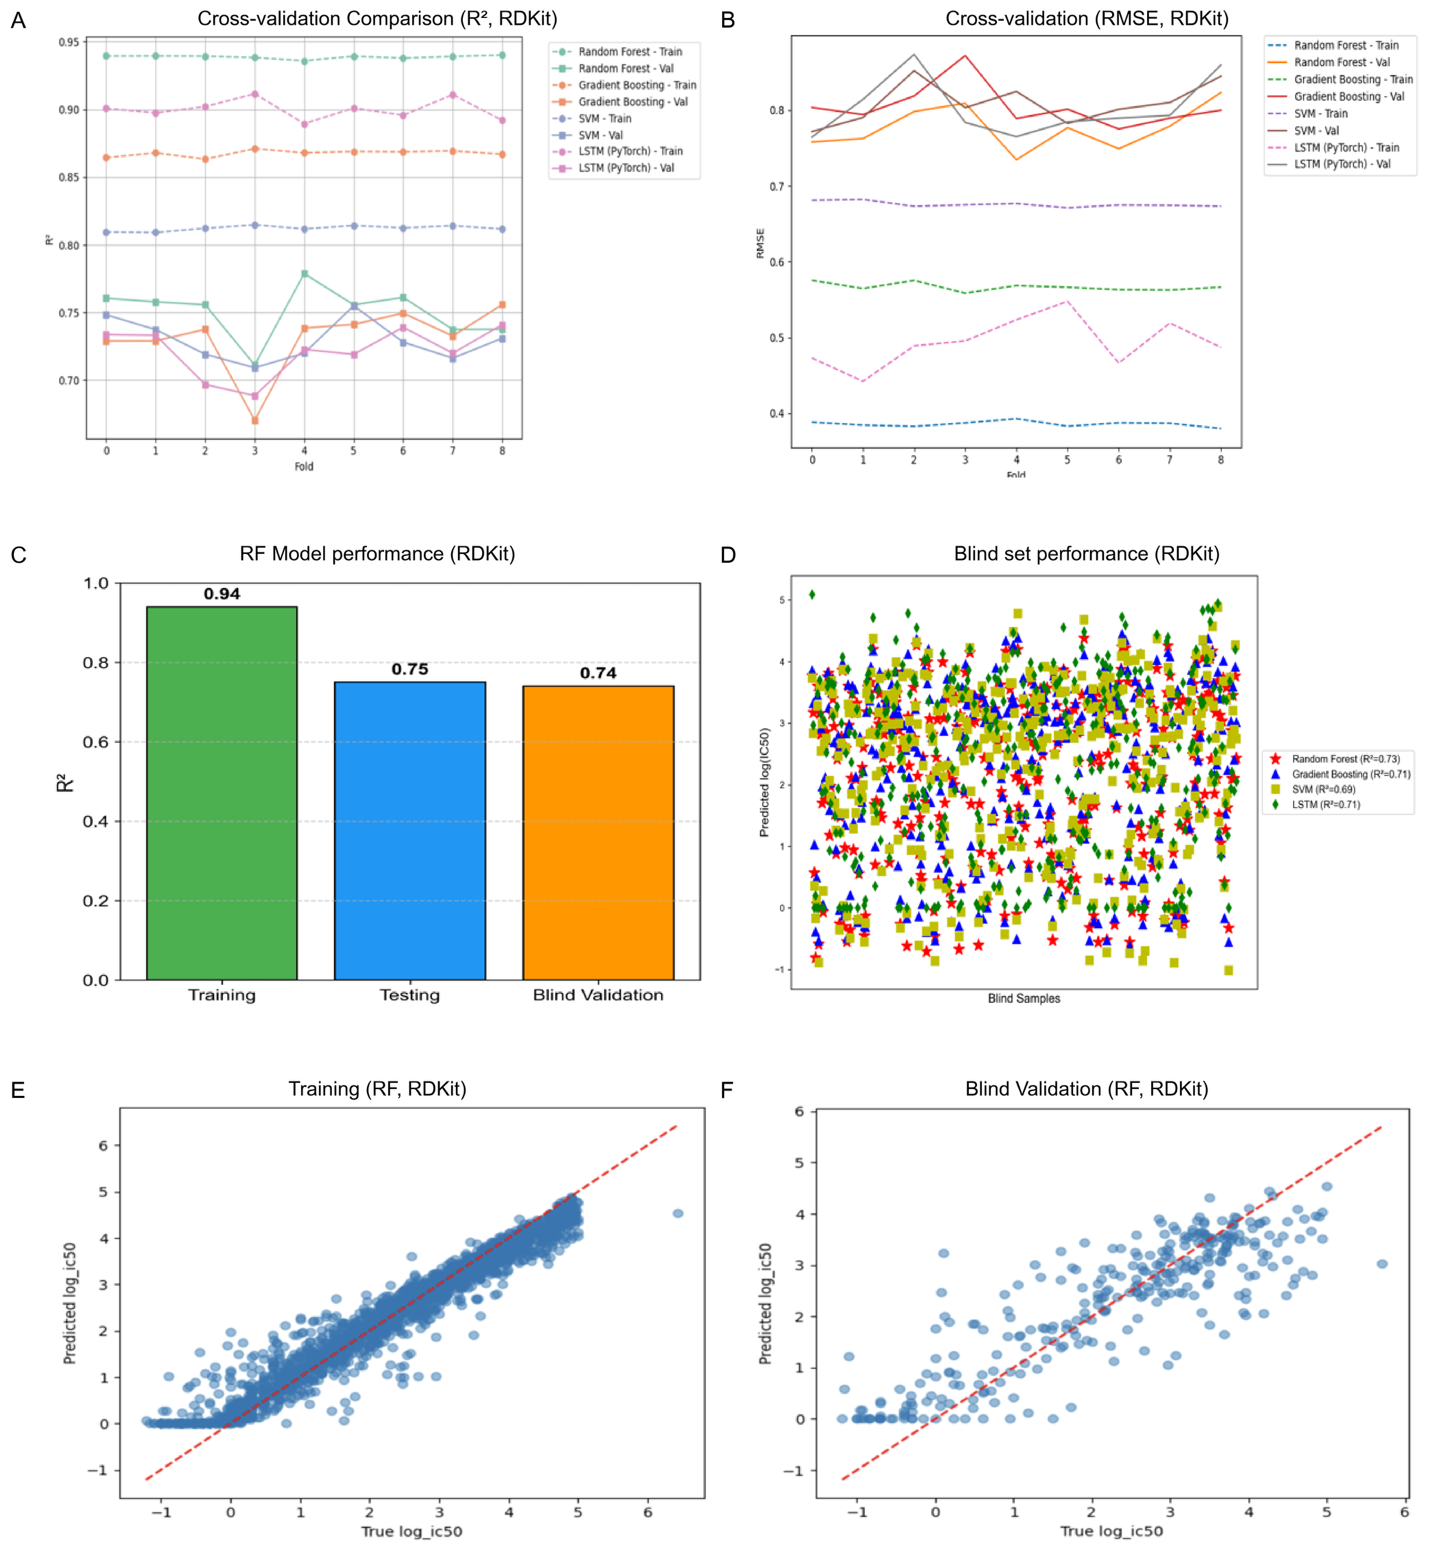 A
Cross-validation Comparison (R², RDKit)
0.95
0.90
0.85
0.80
0.75
0.70
R²
0 1 2 3 4 5 6 7 8
Fold
Random Forest - Train
Random Forest - Val
Gradient Boosting - Train
Gradient Boosting - Val
SVM - Train
SVM - Val
LSTM (PyTorch) - Train
LSTM (PyTorch) - Val
B
Cross-validation (RMSE, RDKit)
0.8
0.7
0.6
0.5
0.4
RMSE
0 1 2 3 4 5 6 7 8
Fold
Random Forest - Train
Random Forest - Val
Gradient Boosting - Train
Gradient Boosting - Val
SVM - Train
SVM - Val
LSTM (PyTorch) - Train
LSTM (PyTorch) - Val
C
RF Model performance (RDKit)
1.0
0.8
0.6
0.4
0.2
0.0
R²
0.94
0.75
0.74
Training Testing Blind Validation
D
Blind set performance (RDKit)
5
4
3
2
1
0
−1
Predicted log(IC50)
Blind Samples
Random Forest (R²=0.73)
Gradient Boosting (R²=0.71)
SVM (R²=0.69)
LSTM (R²=0.71)
E
Training (RF, RDKit)
6
5
4
3
2
1
0
−1
Predicted log_ic50
−1 0 1 2 3 4 5 6
True log_ic50
F
Blind Validation (RF, RDKit)
6
5
4
3
2
1
0
−1
Predicted log_ic50
−1 0 1 2 3 4 5 6
True log_ic50